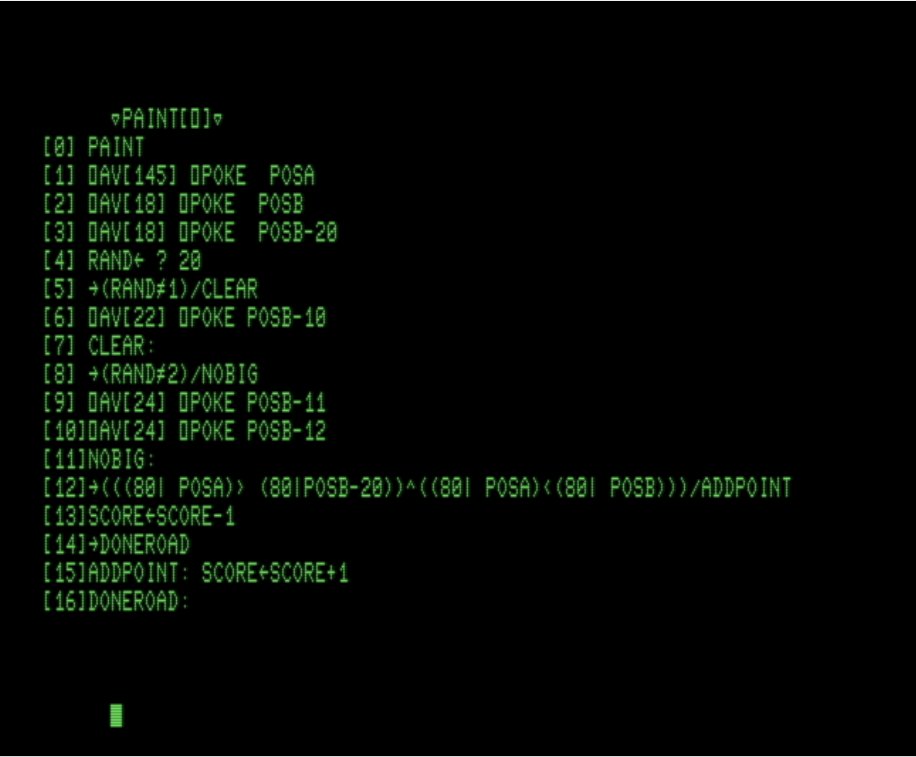 ∇PAINT[⎕]∇
[0] PAINT
[1] ⎕AV[145] ⎕POKE  POSA
[2] ⎕AV[18] ⎕POKE  POSB
[3] ⎕AV[18] ⎕POKE  POSB-20
[4] RAND← ? 20
[5] →(RAND≠1)/CLEAR
[6] ⎕AV[22] ⎕POKE POSB-10
[7] CLEAR:
[8] →(RAND≠2)/NOBIG
[9] ⎕AV[24] ⎕POKE POSB-11
[10]⎕AV[24] ⎕POKE POSB-12
[11]NOBIG:
[12]→(((80| POSA)> (80|POSB-20))^((80| POSA)<(80| POSB)))/ADDPOINT
[13]SCORE←SCORE-1
[14]→DONEROAD
[15]ADDPOINT: SCORE←SCORE+1
[16]DONEROAD: